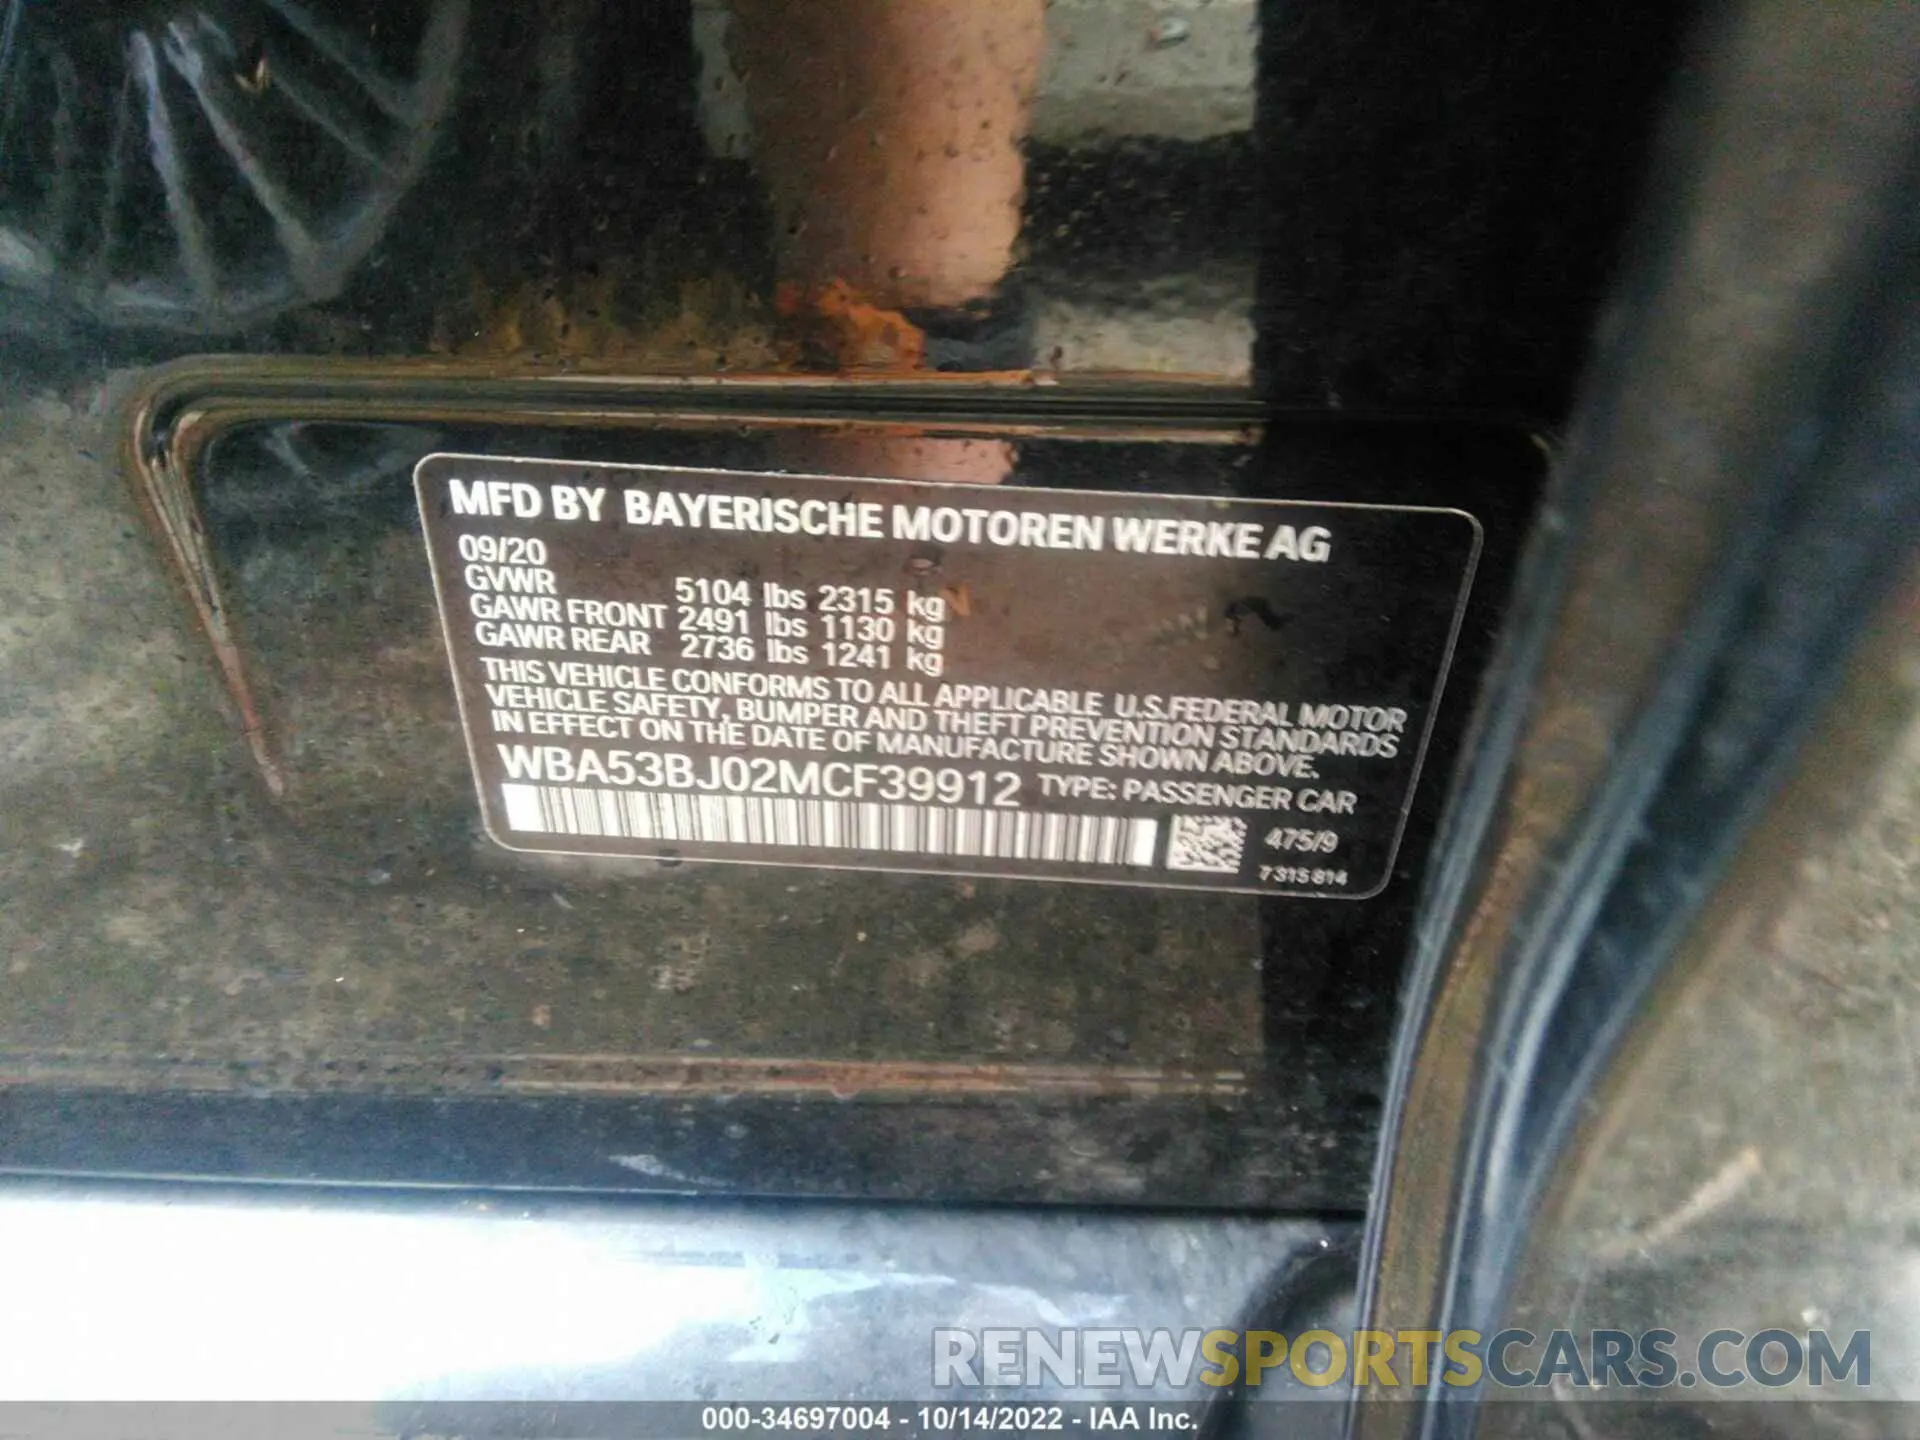 MFD BY BAYERISCHE MOTOREN WERKE AG
09/20
GVWR 5104 lbs 2315 kg
GAWR FRONT 2491 lbs 1130 kg
GAWR REAR 2736 lbs 1241 kg
THIS VEHICLE CONFORMS TO ALL APPLICABLE U.S.FEDERAL MOTOR
VEHICLE SAFETY, BUMPER AND THEFT PREVENTION STANDARDS
IN EFFECT ON THE DATE OF MANUFACTURE SHOWN ABOVE.
WBA53BJ02MCF39912 TYPE: PASSENGER CAR
475/9
7315814
RENEWSPORTSCARS.COM
000-34697004 - 10/14/2022 - IAA Inc.